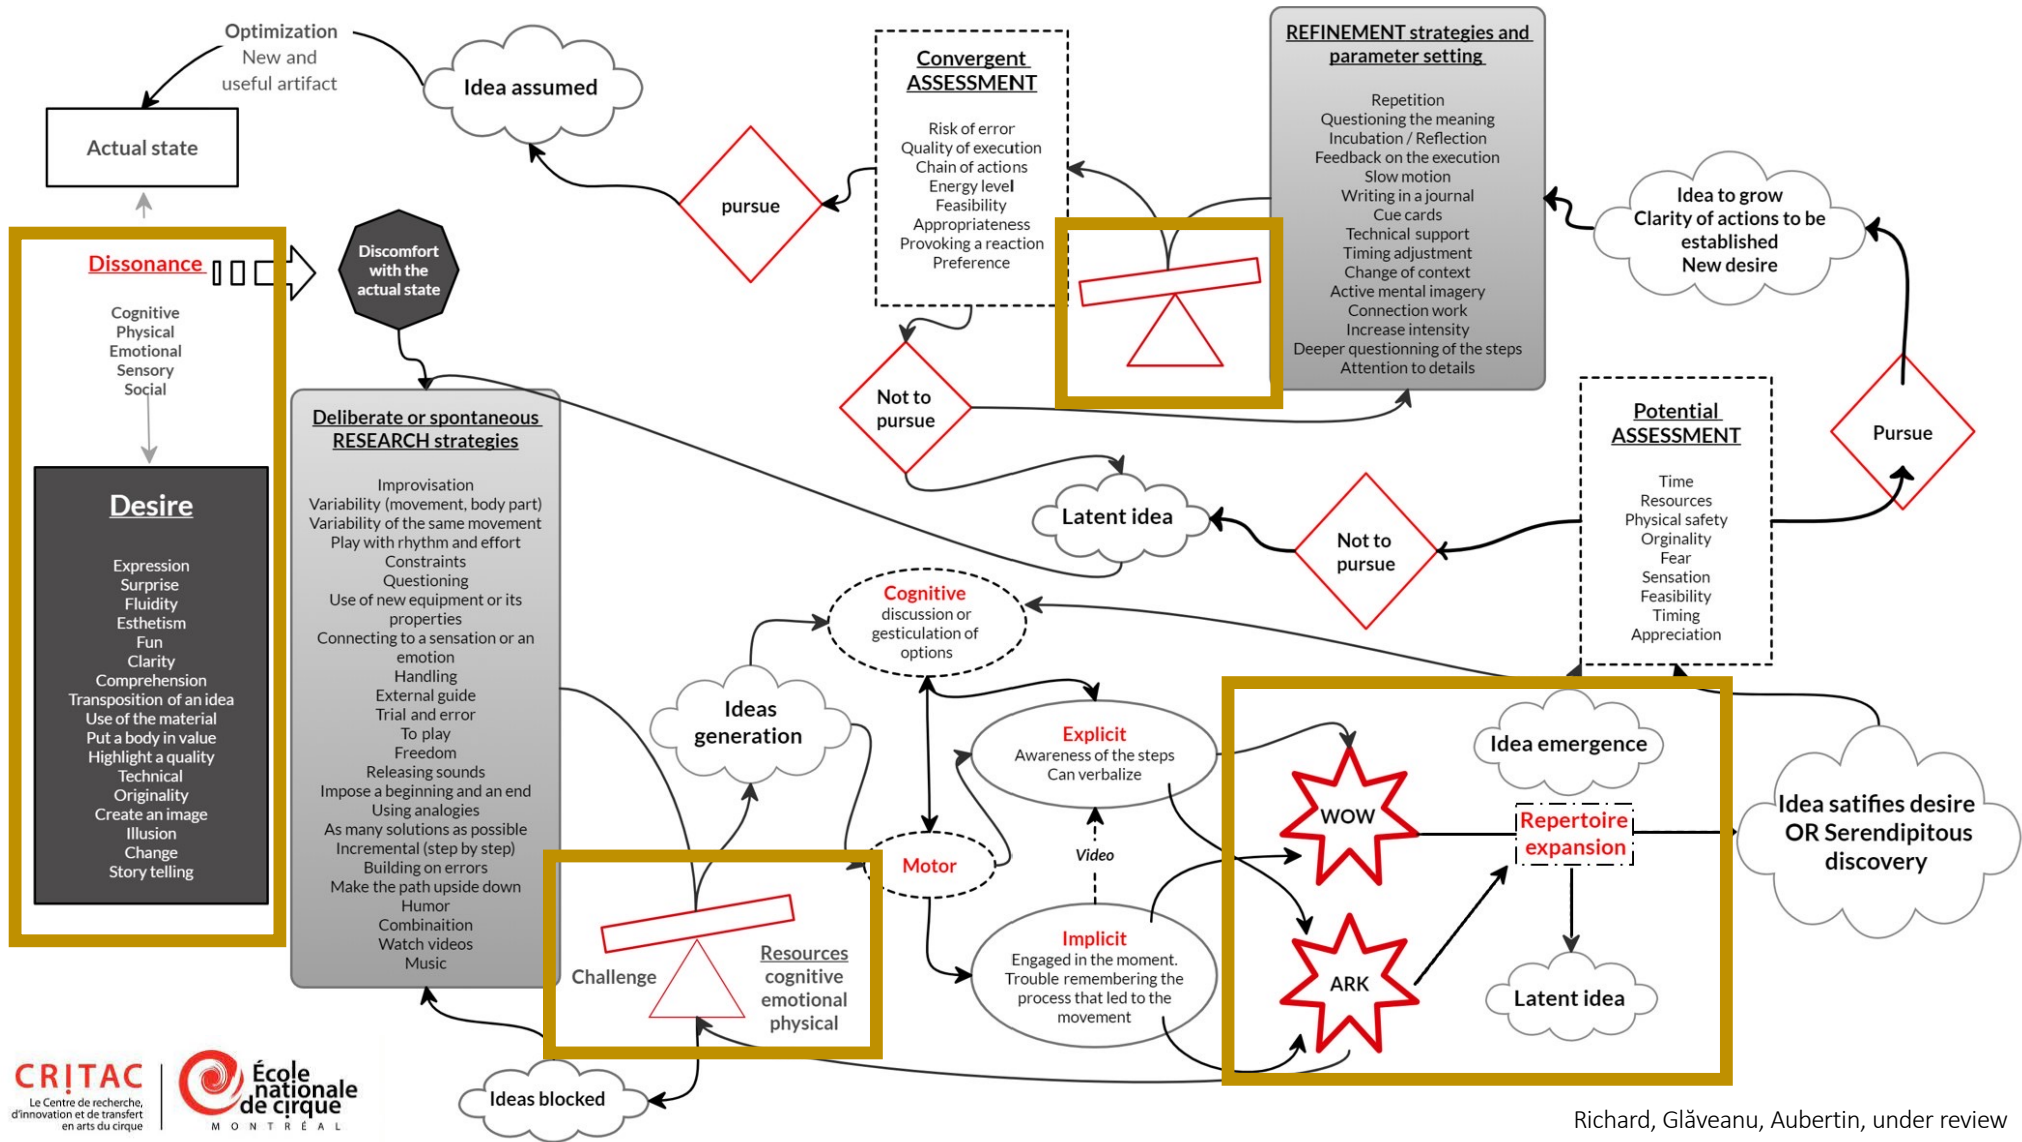 Optimization
New and
useful artifact
Actual state
Dissonance
Cognitive
Physical
Emotional
Sensory
Social
Desire
Expression
Surprise
Fluidity
Esthetism
Fun
Clarity
Comprehension
Transposition of an idea
Use of the material
Put a body in value
Highlight a quality
Technical
Originality
Create an image
Illusion
Change
Story telling
Discomfort
with the
actual state
Deliberate or spontaneous
RESEARCH strategies
Improvisation
Variability (movement, body part)
Variability of the same movement
Play with rhythm and effort
Constraints
Questioning
Use of new equipment or its
properties
Connecting to a sensation or an
emotion
Handling
External guide
Trial and error
To play
Freedom
Releasing sounds
Impose a beginning and an end
Using analogies
As many solutions as possible
Incremental (step by step)
Building on errors
Make the path upside down
Humor
Combinaition
Watch videos
Music
Idea assumed
pursue
Convergent
ASSESSMENT
Risk of error
Quality of execution
Chain of actions
Energy level
Feasibility
Appropriateness
Provoking a reaction
Preference
Not to
pursue
REFINEMENT strategies and
parameter setting
Repetition
Questioning the meaning
Incubation / Reflection
Feedback on the execution
Slow motion
Writing in a journal
Cue cards
Technical support
Timing adjustment
Change of context
Active mental imagery
Connection work
Increase intensity
Deeper questionning of the steps
Attention to details
Idea to grow
Clarity of actions to be
established
New desire
Pursue
Potential
ASSESSMENT
Time
Resources
Physical safety
Orginality
Fear
Sensation
Feasibility
Timing
Appreciation
Not to
pursue
Latent idea
Cognitive
discussion or
gesticulation of
options
Ideas
generation
Motor
Explicit
Awareness of the steps
Can verbalize
Video
Implicit
Engaged in the moment.
Trouble remembering the
process that led to the
movement
WOW
ARK
Idea emergence
Repertoire
expansion
Latent idea
Idea satifies desire
OR Serendipitous
discovery
Challenge
Resources
cognitive
emotional
physical
Ideas blocked
CRITAC
Le Centre de recherche,
d'innovation et de transfert
en arts du cirque
École
nationale
de cirque
MONTRÉAL
Richard, Glăveanu, Aubertin, under review